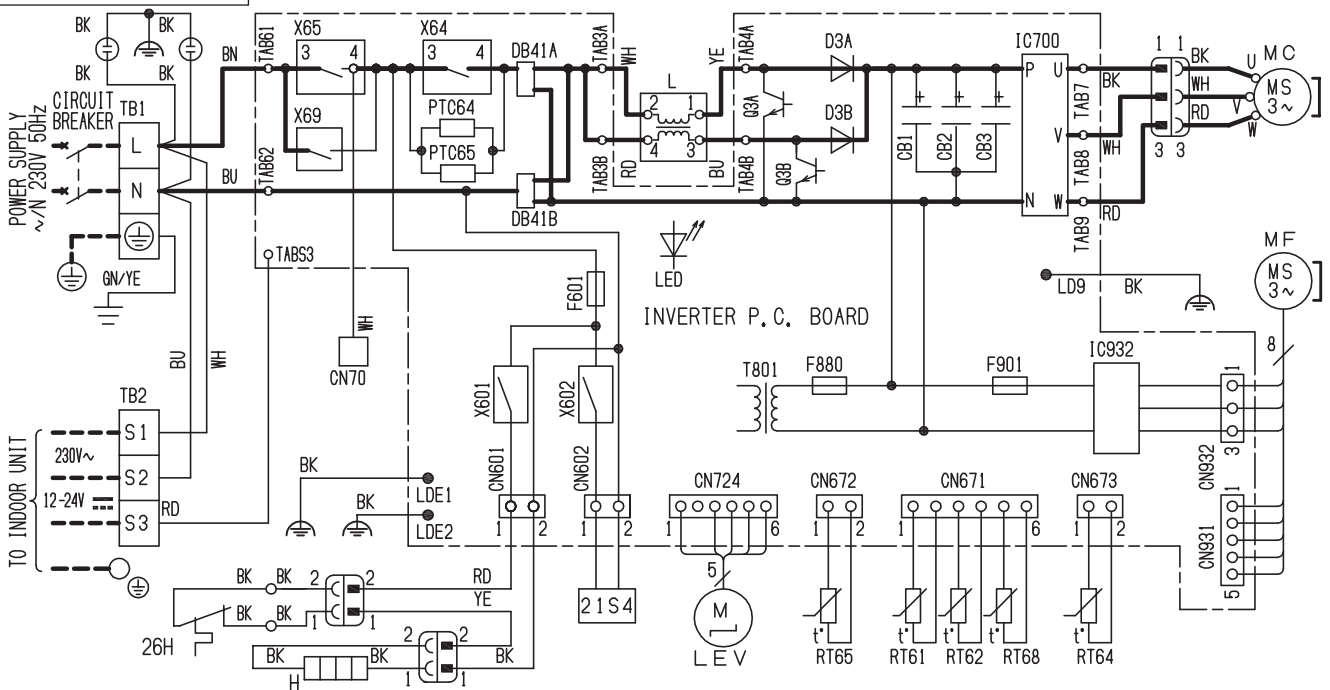 BK
BK
BK
BK
BN
TAB61
X65
3 4
X64
3 4
DB41A
TAB3A
WH
YE
TAB4A
D3A
IC700
P
U
BK
TAB7
1 1
BK
U
MC
MS
3~
WH
V
RD
W
3 3
POWER SUPPLY
~/N 230V 50Hz
CIRCUIT
BREAKER
TB1
L
N
GN/YE
X69
PTC64
PTC65
L
2 1
4 3
Q3A
D3B
Q3B
CB1
+
CB2
+
CB3
+
V
WH
TAB8
N
W
RD
TAB9
BU
TAB62
DB41B
TAB3B
RD
BU
TAB4B
TABS3
LED
F601
INVERTER P.C. BOARD
LD9
BK
MF
MS
3~
8
BU
WH
WH
CN70
X601
X602
T801
F880
F901
IC932
1
3
CN932
TB2
S1
S2
S3
TO INDOOR UNIT
230V~
12-24V
RD
BK
LDE1
BK
LDE2
CN601
1 2
CN602
1 2
CN724
1 6
CN672
1 2
CN671
1 6
CN673
1 2
1
5
CN931
BK BK
2 2
RD
YE
BK BK
1 1
26H
2 2
BK
BK
BK
1 1
H
21S4
5
M
LEV
t°
RT65
t°
RT61
t°
RT62
t°
RT68
t°
RT64